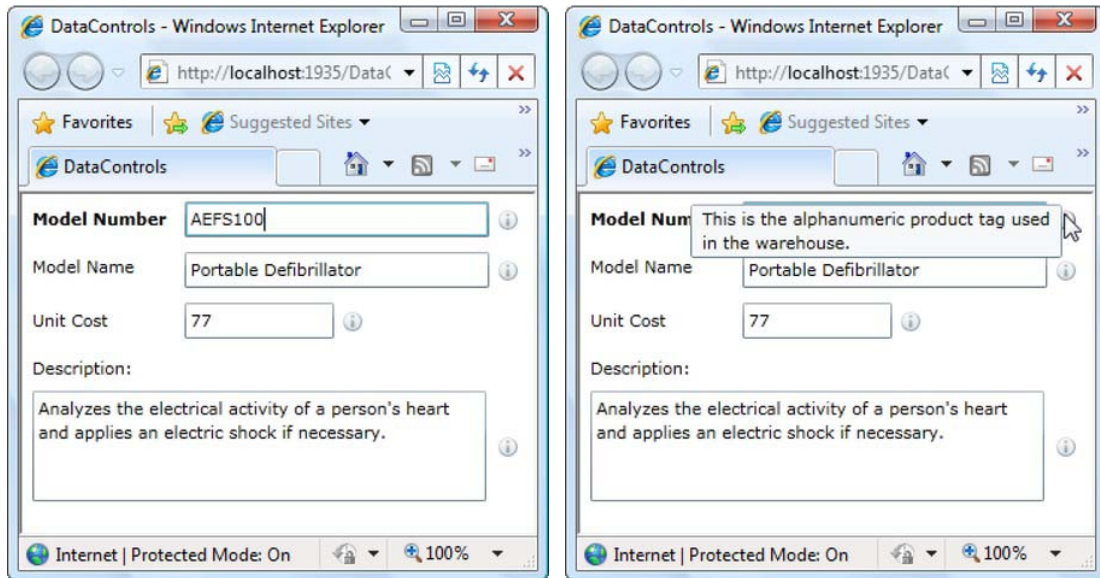 DataControls - Windows Internet Explorer
http://localhost:1935/DataC
Favorites
Suggested Sites
DataControls
Model Number
AEFS100
Model Name
Portable Defibrillator
Unit Cost
77
Description:
Analyzes the electrical activity of a person's heart
and applies an electric shock if necessary.
Internet | Protected Mode: On
100%
DataControls - Windows Internet Explorer
http://localhost:1935/Data
Favorites
Suggested Sites
DataControls
Model Num
This is the alphanumeric product tag used
in the warehouse.
Model Name
Portable Defibrillator
Unit Cost
77
Description:
Analyzes the electrical activity of a person's heart
and applies an electric shock if necessary.
Internet | Protected Mode: On
100%